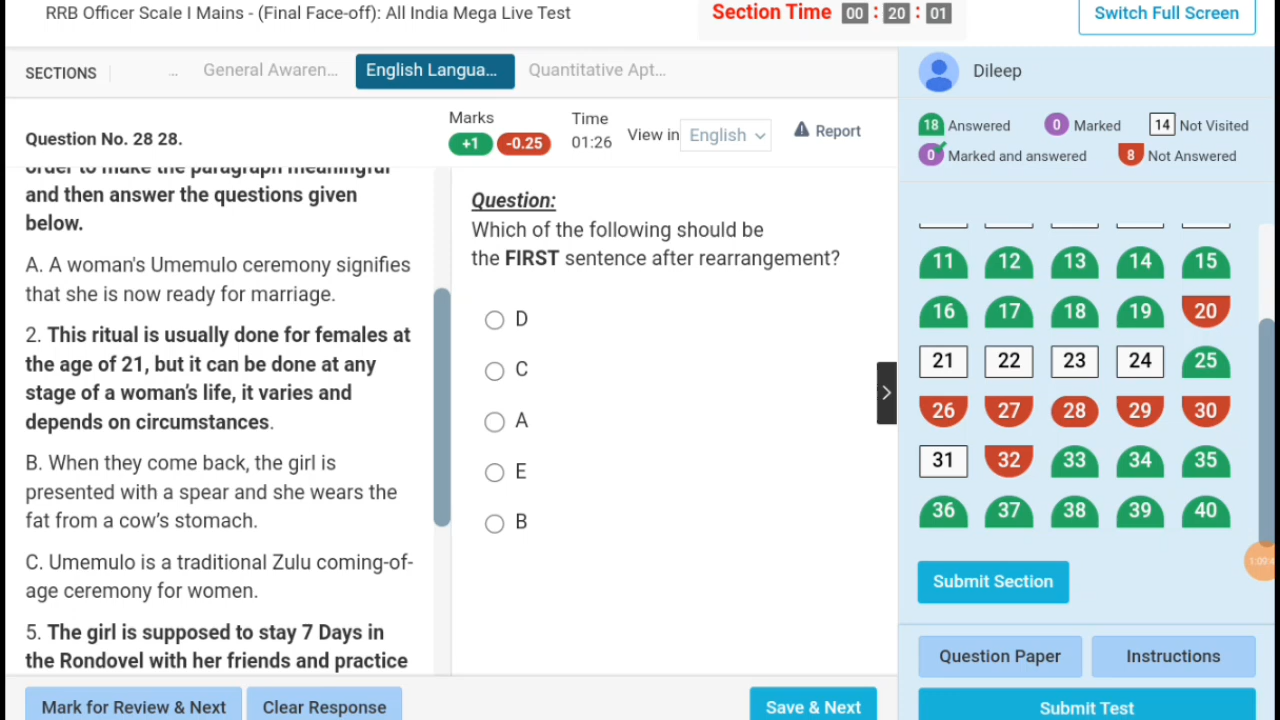 RRB Officer Scale I Mains - (Final Face-off): All India Mega Live Test
Section Time 00 : 20 : 01
Switch Full Screen
SECTIONS
...
General Awaren...
English Langua...
Quantitative Apt...
Dileep
Question No. 28 28.
Marks
+1 -0.25
Time
01:26
View in English
Report
18 Answered
0 Marked
14 Not Visited
0 Marked and answered
8 Not Answered
order to make the paragraph meaningful
and then answer the questions given
below.
A. A woman's Umemulo ceremony signifies
that she is now ready for marriage.
2. This ritual is usually done for females at
the age of 21, but it can be done at any
stage of a woman’s life, it varies and
depends on circumstances.
B. When they come back, the girl is
presented with a spear and she wears the
fat from a cow’s stomach.
C. Umemulo is a traditional Zulu coming-of-
age ceremony for women.
5. The girl is supposed to stay 7 Days in
the Rondovel with her friends and practice
Question:
Which of the following should be
the FIRST sentence after rearrangement?
D
C
A
E
B
11 12 13 14 15
16 17 18 19 20
21 22 23 24 25
26 27 28 29 30
31 32 33 34 35
36 37 38 39 40
Submit Section
Question Paper
Instructions
Mark for Review & Next
Clear Response
Save & Next
Submit Test